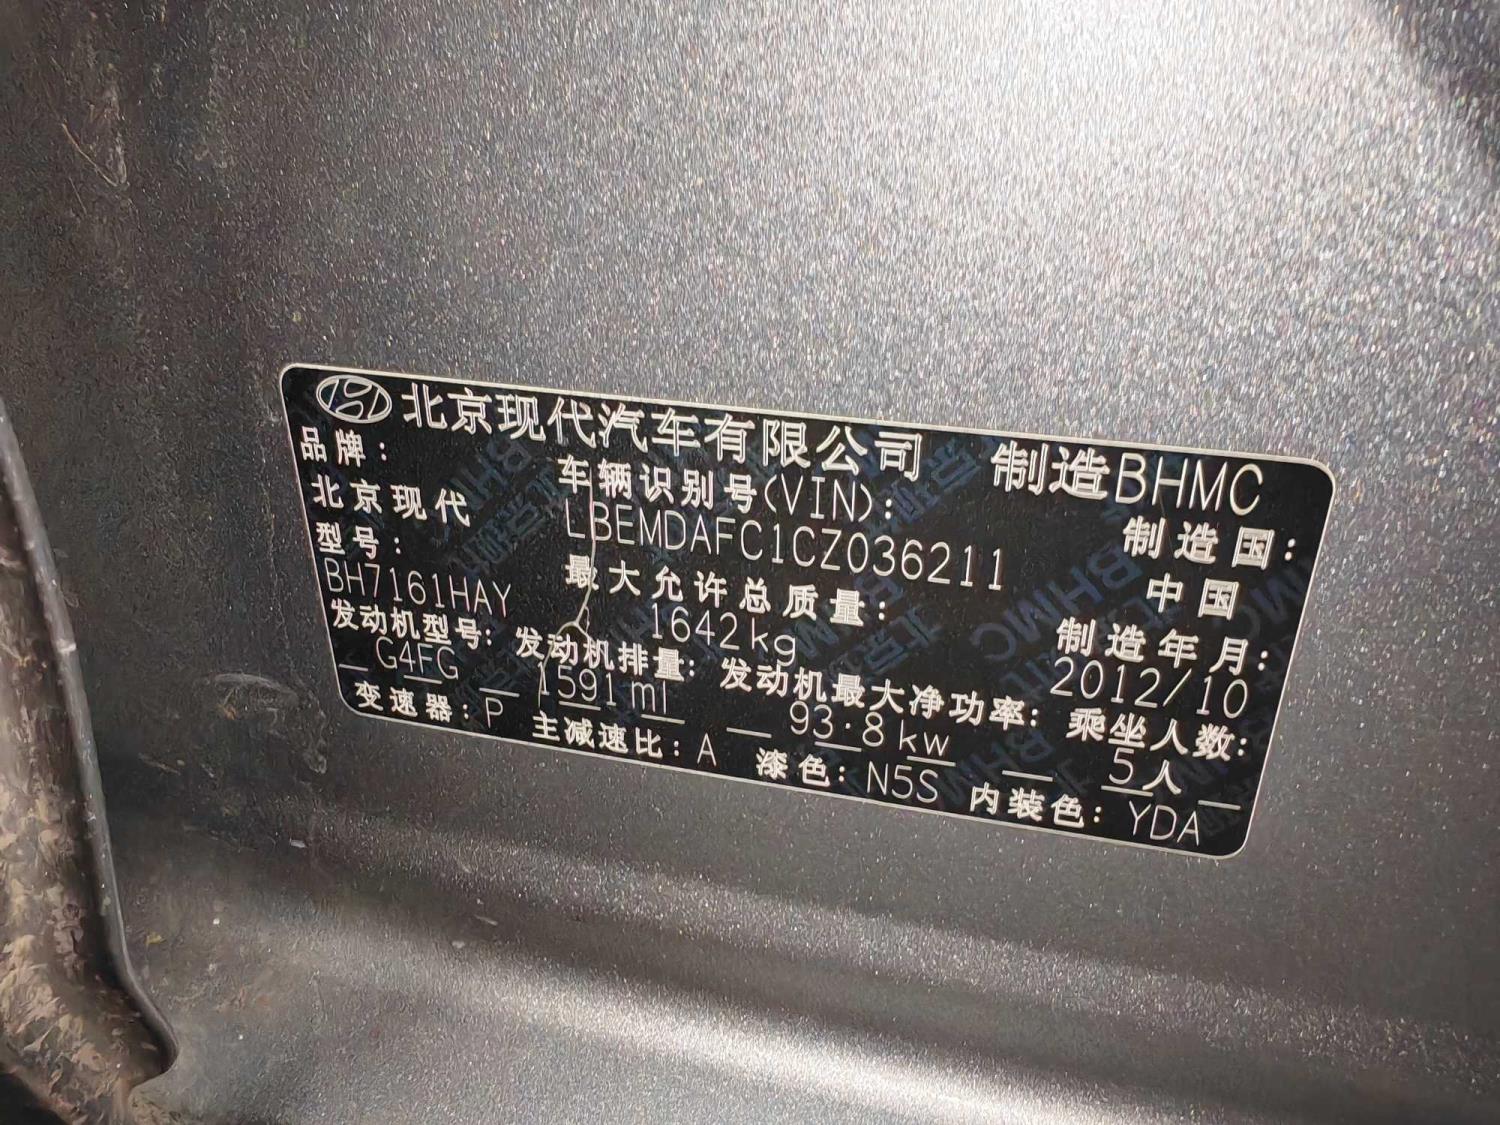 北京现代汽车有限公司 制造BHMC
品牌： 车辆识别号(VIN)： 制造国：
北京现代 LBEMDAFC1CZ036211 中国
型号： 最大允许总质量： 制造年月：
BH7161HAY 1642kg 2012/10
发动机型号： 发动机排量： 发动机最大净功率： 乘坐人数：
G4FG 1591ml 93·8kw 5人
变速器：P 主减速比：A 漆色：N5S 内装色：YDA